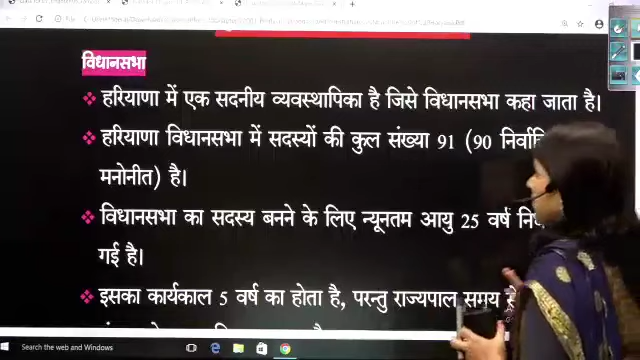 विधानसभा
❖ हरियाणा में एक सदनीय व्यवस्थापिका है जिसे विधानसभा कहा जाता है।
❖ हरियाणा विधानसभा में सदस्यों की कुल संख्या 91 (90
मनोनीत) है।
❖ विधानसभा का सदस्य बनने के लिए न्यूनतम आयु 25 वर्ष
गई है।
❖ इसका कार्यकाल 5 वर्ष का होता है, परन्तु राज्यपाल समय
Search the web and Windows